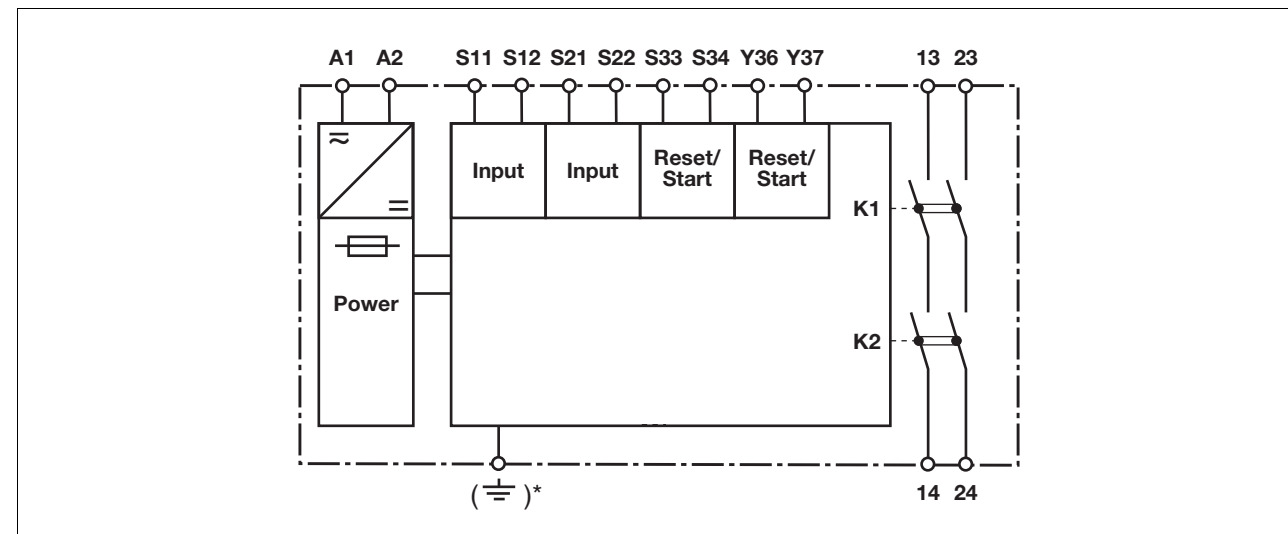 A1 A2 S11 S12 S21 S22 S33 S34 Y36 Y37 13 23
Input Input Reset/ Reset/
Start Start
K1
Power
K2
( )*
14 24